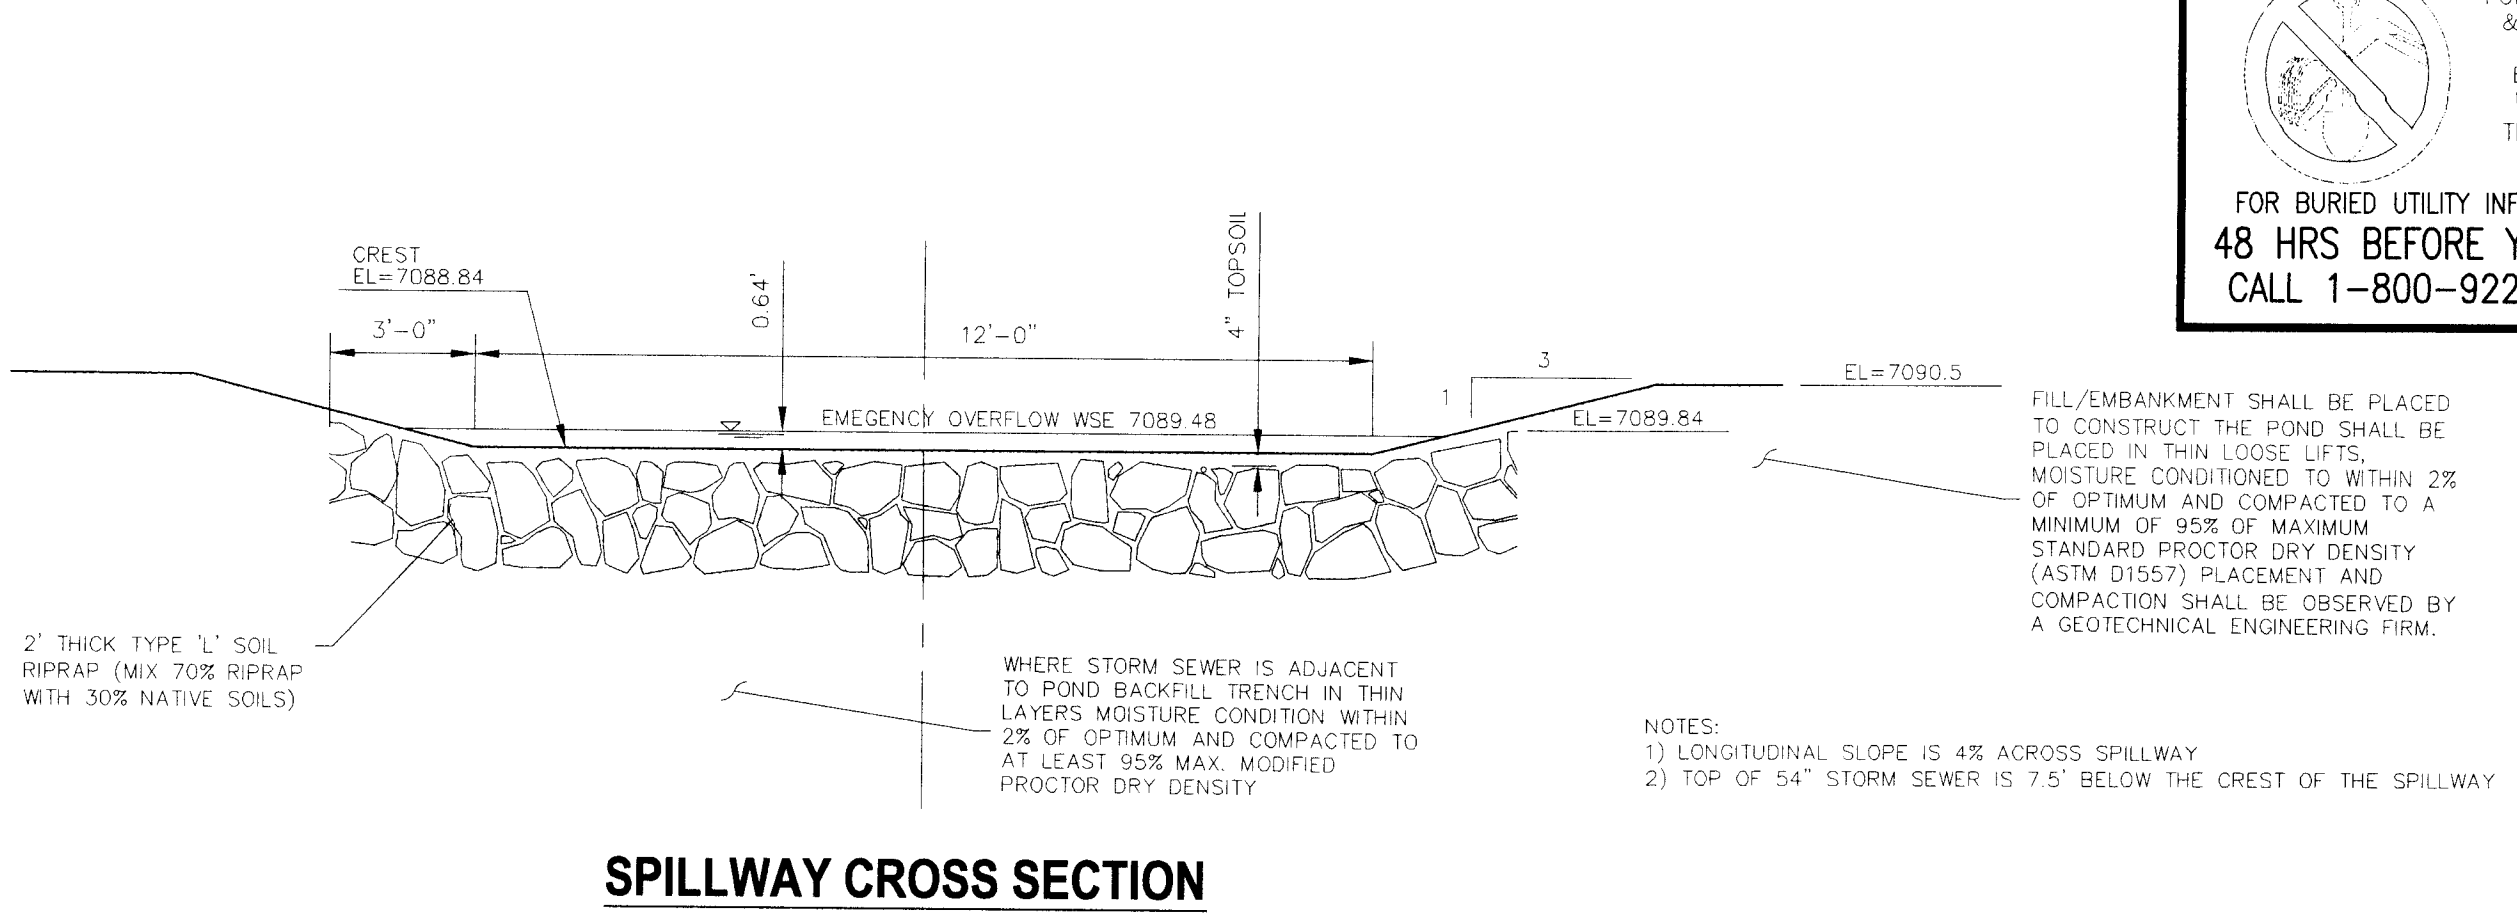 FOR BURIED UTILITY INF
48 HRS BEFORE Y
CALL 1-800-922
CREST
EL=7088.84
3'-0"
0.64'
12'-0"
4" TOPSOIL
3
1
EL=7090.5
EMEGENCY OVERFLOW WSE 7089.48
EL=7089.84
FILL/EMBANKMENT SHALL BE PLACED
TO CONSTRUCT THE POND SHALL BE
PLACED IN THIN LOOSE LIFTS,
MOISTURE CONDITIONED TO WITHIN 2%
OF OPTIMUM AND COMPACTED TO A
MINIMUM OF 95% OF MAXIMUM
STANDARD PROCTOR DRY DENSITY
(ASTM D1557) PLACEMENT AND
COMPACTION SHALL BE OBSERVED BY
A GEOTECHNICAL ENGINEERING FIRM.
2' THICK TYPE 'L' SOIL
RIPRAP (MIX 70% RIPRAP
WITH 30% NATIVE SOILS)
WHERE STORM SEWER IS ADJACENT
TO POND BACKFILL TRENCH IN THIN
LAYERS MOISTURE CONDITION WITHIN
2% OF OPTIMUM AND COMPACTED TO
AT LEAST 95% MAX. MODIFIED
PROCTOR DRY DENSITY
NOTES:
1) LONGITUDINAL SLOPE IS 4% ACROSS SPILLWAY
2) TOP OF 54" STORM SEWER IS 7.5' BELOW THE CREST OF THE SPILLWAY
SPILLWAY CROSS SECTION